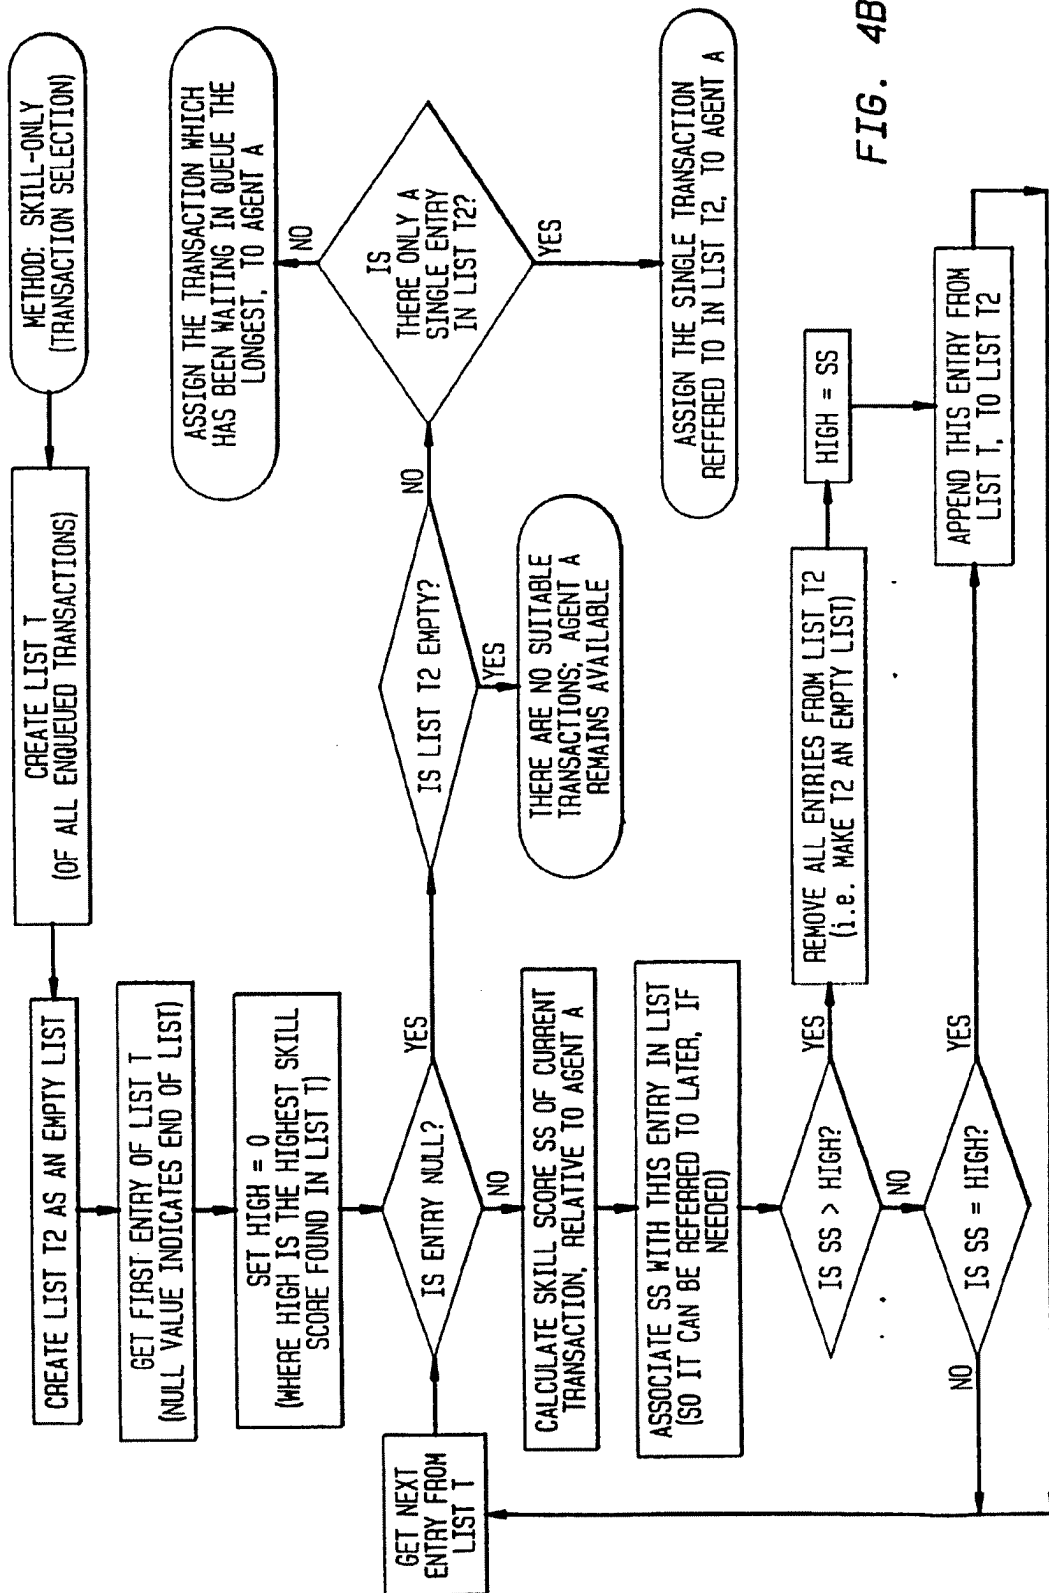 METHOD: SKILL-ONLY
(TRANSACTION SELECTION)
CREATE LIST T
(OF ALL ENQUEUED TRANSACTIONS)
CREATE LIST T2 AS AN EMPTY LIST
GET FIRST ENTRY OF LIST T
(NULL VALUE INDICATES END OF LIST)
SET HIGH = 0
(WHERE HIGH IS THE HIGHEST SKILL
SCORE FOUND IN LIST T)
GET NEXT
ENTRY FROM
LIST T
IS ENTRY NULL?
YES
NO
IS LIST T2 EMPTY?
NO
YES
THERE ARE NO SUITABLE
TRANSACTIONS; AGENT A
REMAINS AVAILABLE
IS
THERE ONLY A
SINGLE ENTRY
IN LIST T2?
NO
YES
ASSIGN THE TRANSACTION WHICH
HAS BEEN WAITING IN QUEUE THE
LONGEST, TO AGENT A
ASSIGN THE SINGLE TRANSACTION
REFFERED TO IN LIST T2, TO AGENT A
CALCULATE SKILL SCORE SS OF CURRENT
TRANSACTION, RELATIVE TO AGENT A
ASSOCIATE SS WITH THIS ENTRY IN LIST
(SO IT CAN BE REFERRED TO LATER, IF
NEEDED)
IS SS > HIGH?
YES
NO
REMOVE ALL ENTRIES FROM LIST T2
(i.e. MAKE T2 AN EMPTY LIST)
HIGH = SS
IS SS = HIGH?
YES
NO
APPEND THIS ENTRY FROM
LIST T, TO LIST T2
FIG. 4B